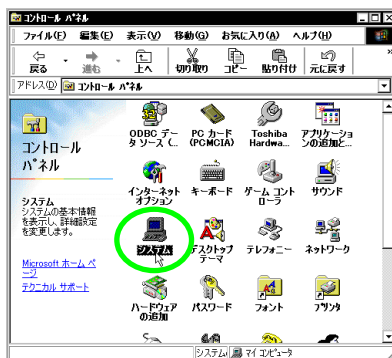 コントロール パネル
ファイル(F) 編集(E) 表示(V) 移動(G) お気に入り(A) ヘルプ(H)
戻る 進む 上へ 切り取り コピー 貼り付け 元に戻す
アドレス(D) コントロール パネル
コントロール
パネル
システム
システムの基本情報
を表示し、詳細設定
を変更します。
Microsoft ホーム ペ
ージ
テクニカル サポート
ODBC デー
タ ソース (...
PC カード
(PCMCIA)
Toshiba
Hardwa...
アプリケーショ
ンの追加と...
インターネット
オプション
キーボード
ゲーム コント
ローラ
サウンド
システム
デスクトップ
テーマ
テレフォニー
ネットワーク
ハードウェア
の追加
パスワード
フォント
プリンタ
システム
マイ コンピュータ